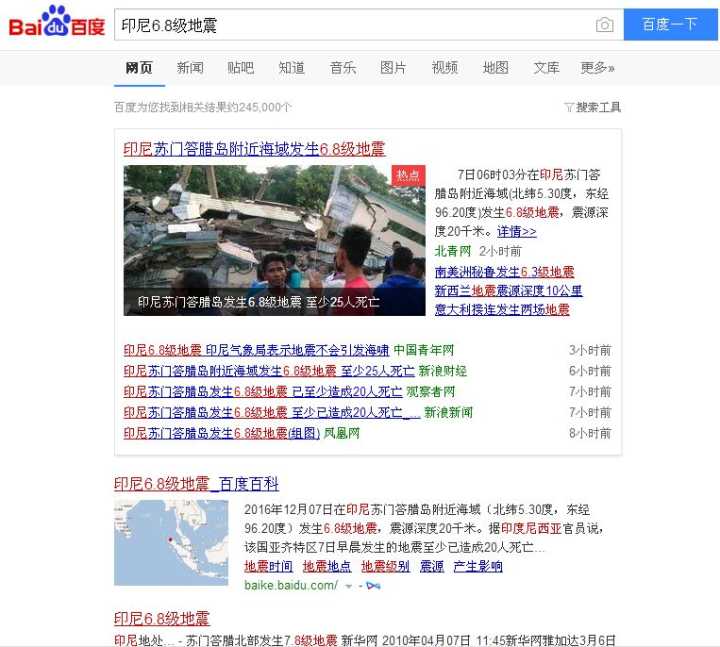 Bai du 百度
印尼6.8级地震
百度一下
网页 新闻 贴吧 知道 音乐 图片 视频 地图 文库 更多»
百度为您找到相关结果约245,000个
搜索工具
印尼苏门答腊岛附近海域发生6.8级地震
热点
印尼苏门答腊岛发生6.8级地震 至少25人死亡
7日06时03分在印尼苏门答
腊岛附近海域(北纬5.30度，东经
96.20度)发生6.8级地震，震源深
度20千米。详情>>
北青网 2小时前
南美洲秘鲁发生6.3级地震
新西兰地震震源深度10公里
意大利接连发生两场地震
印尼6.8级地震 印尼气象局表示地震不会引发海啸 中国青年网 3小时前
印尼苏门答腊岛附近海域发生6.8级地震 至少25人死亡 新浪财经 6小时前
印尼苏门答腊岛发生6.8级地震 已至少造成20人死亡 观察者网 7小时前
印尼苏门答腊岛发生6.8级地震 至少已造成20人死亡_... 新浪新闻 7小时前
印尼苏门答腊岛发生6.8级地震(组图) 凤凰网 8小时前
印尼6.8级地震_百度百科
2016年12月07日在印尼苏门答腊岛附近海域（北纬5.30度，东经
96.20度）发生6.8级地震，震源深度20千米。据印度尼西亚官员说，
该国亚齐特区7日早晨发生的地震至少已造成20人死亡...
地震时间 地震地点 地震级别 震源 产生影响
baike.baidu.com/
印尼6.8级地震
印尼地处... - 苏门答腊北部发生7.8级地震 新华网 2010年04月07日 11:45新华网雅加达3月6日